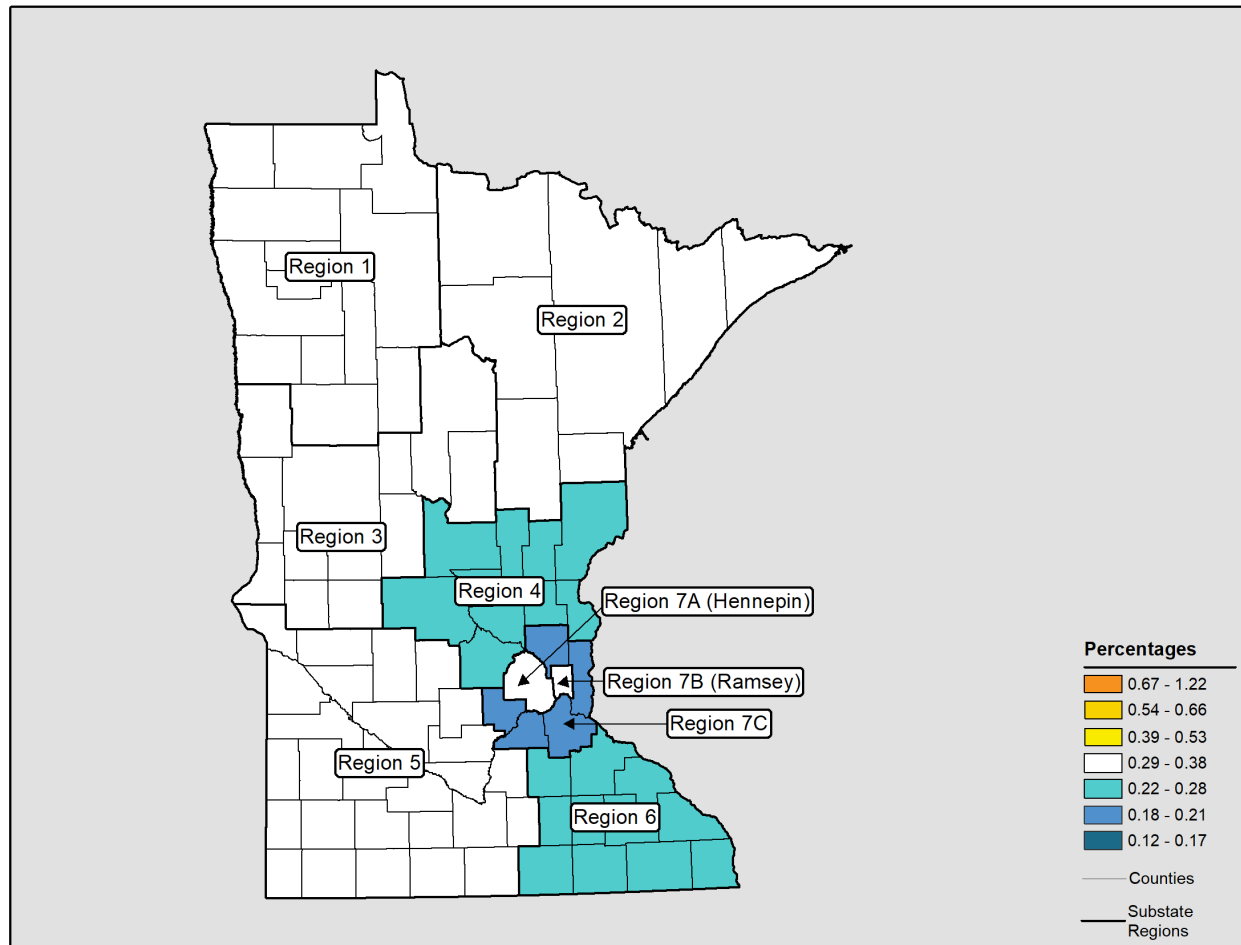 Region 1
Region 2
Region 3
Region 4
Region 7A (Hennepin)
Region 7B (Ramsey)
Region 7C
Region 5
Region 6
Percentages
0.67 - 1.22
0.54 - 0.66
0.39 - 0.53
0.29 - 0.38
0.22 - 0.28
0.18 - 0.21
0.12 - 0.17
Counties
Substate
Regions